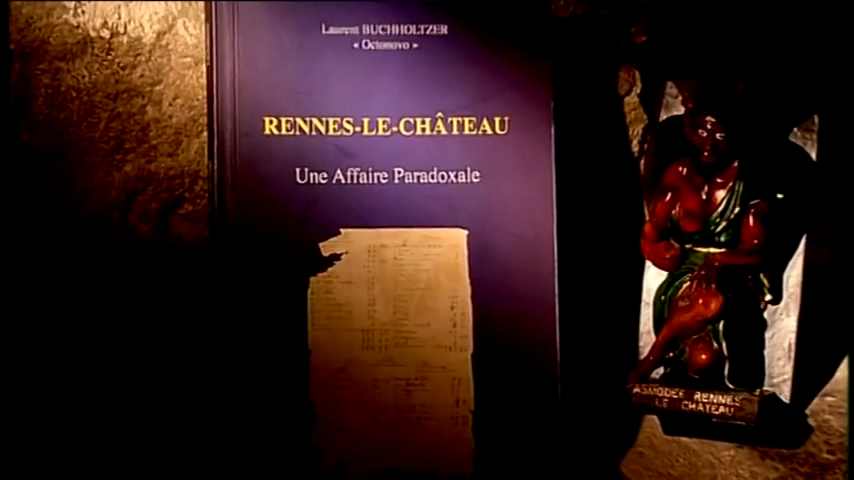 Laurent BUCHHOLTZER
« Octonovo »
RENNES-LE-CHÂTEAU
Une Affaire Paradoxale
ASMODÉE RENNES
LE CHATEAU